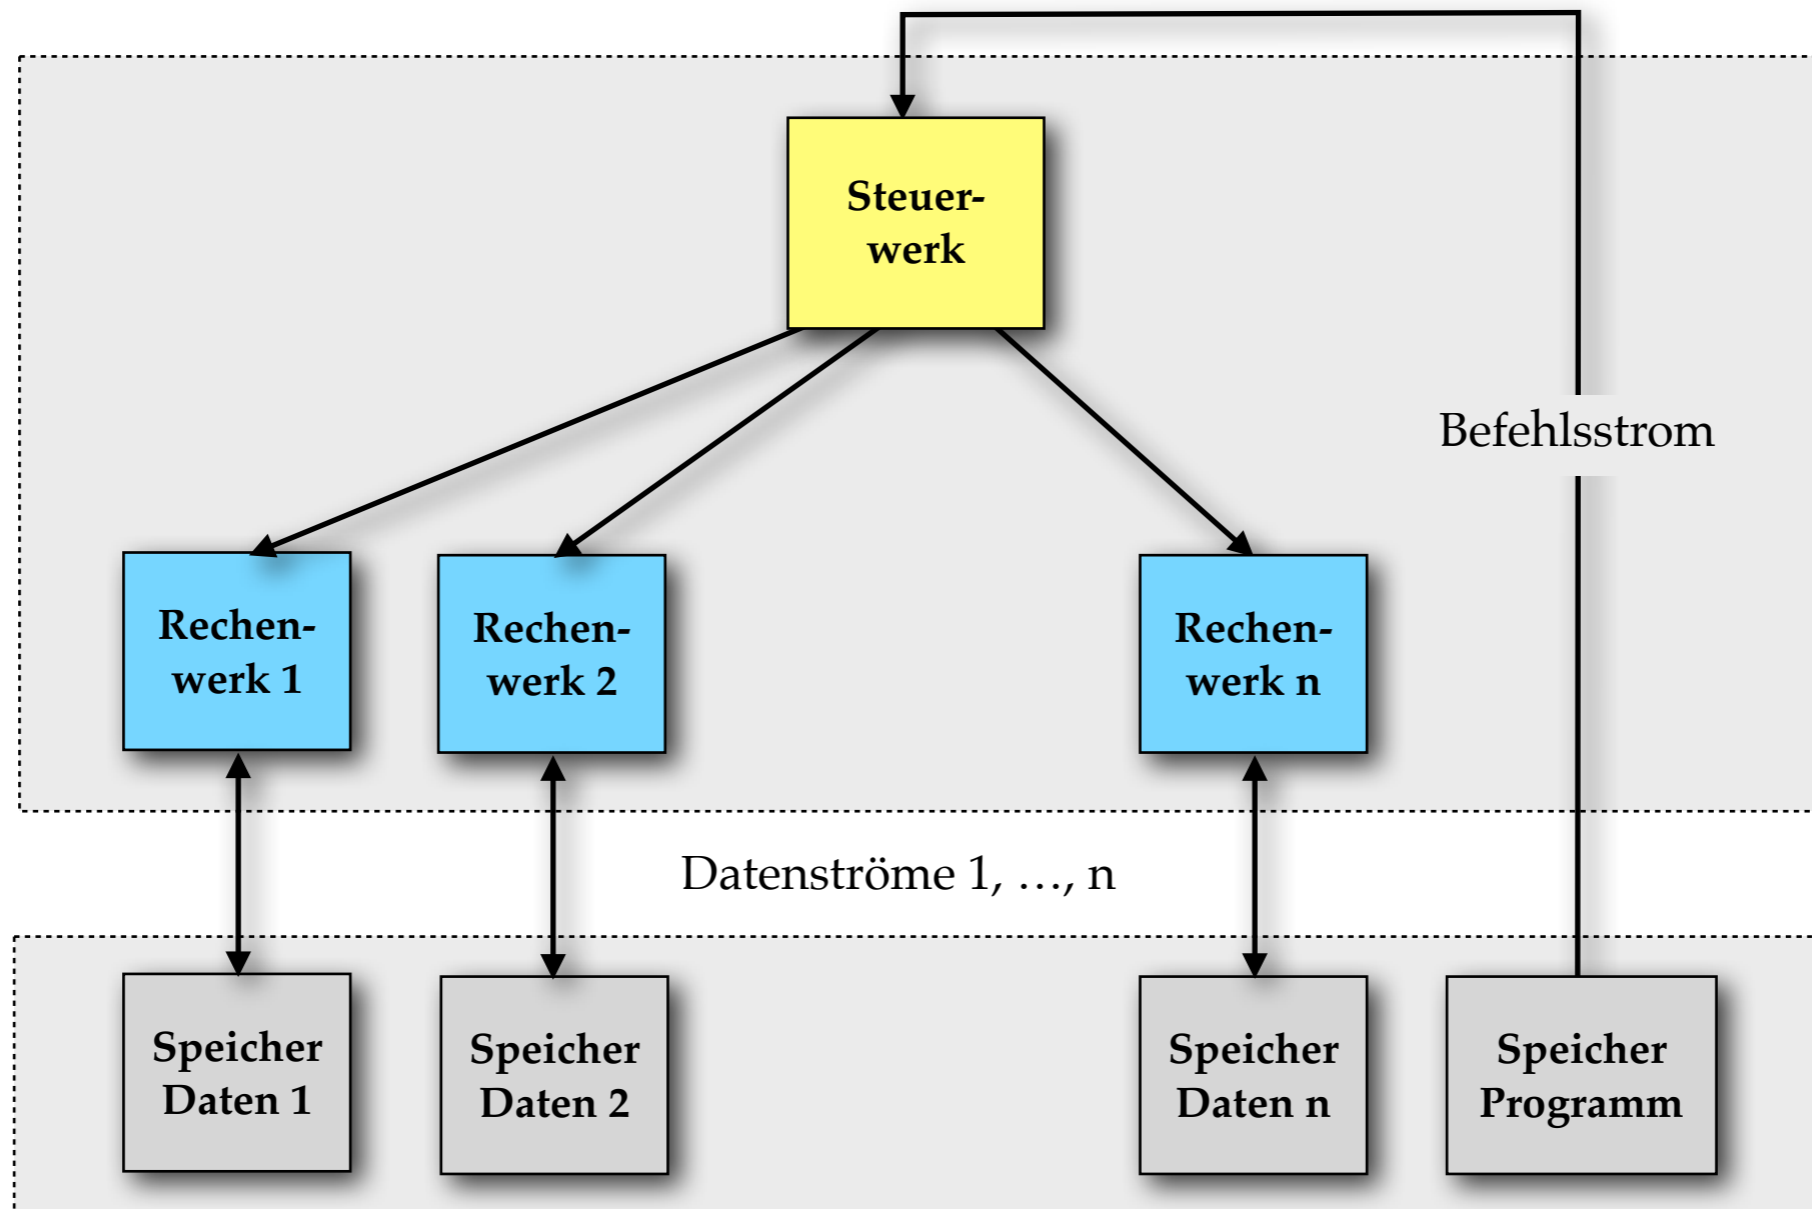 Steuer-
werk
Befehlsstrom
Rechen-
werk 1
Rechen-
werk 2
Rechen-
werk n
Datenströme 1, …, n
Speicher
Daten 1
Speicher
Daten 2
Speicher
Daten n
Speicher
Programm